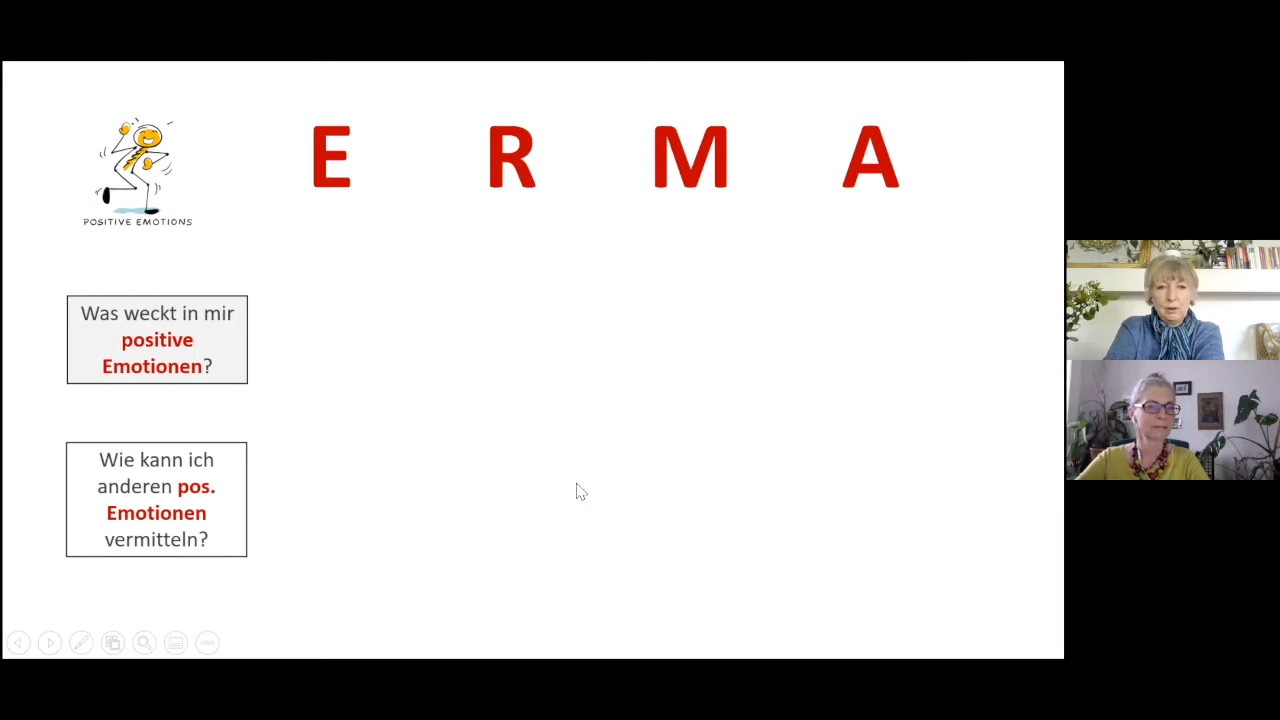 E R M A
POSITIVE EMOTIONS
Was weckt in mir
positive
Emotionen?
Wie kann ich
anderen pos.
Emotionen
vermitteln?